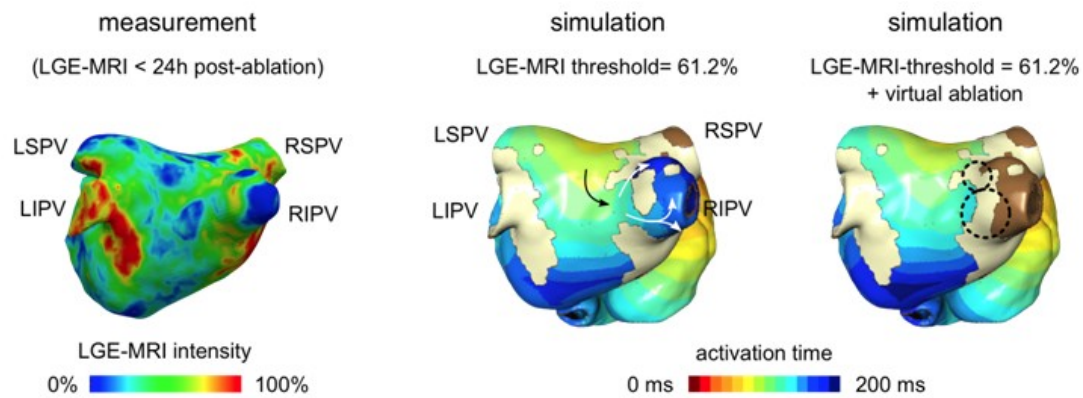 measurement
(LGE-MRI < 24h post-ablation)
LSPV
RSPV
LIPV
RIPV
LGE-MRI intensity
0%
100%
simulation
LGE-MRI threshold= 61.2%
LSPV
RSPV
LIPV
RIPV
simulation
LGE-MRI-threshold = 61.2%
+ virtual ablation
activation time
0 ms
200 ms